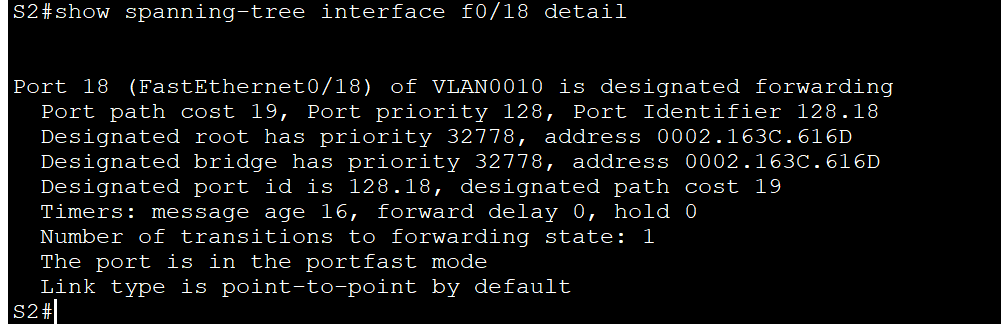 S2#show spanning-tree interface f0/18 detail
Port 18 (FastEthernet0/18) of VLAN0010 is designated forwarding
Port path cost 19, Port priority 128, Port Identifier 128.18
Designated root has priority 32778, address 0002.163C.616D
Designated bridge has priority 32778, address 0002.163C.616D
Designated port id is 128.18, designated path cost 19
Timers: message age 16, forward delay 0, hold 0
Number of transitions to forwarding state: 1
The port is in the portfast mode
Link type is point-to-point by default
S2#